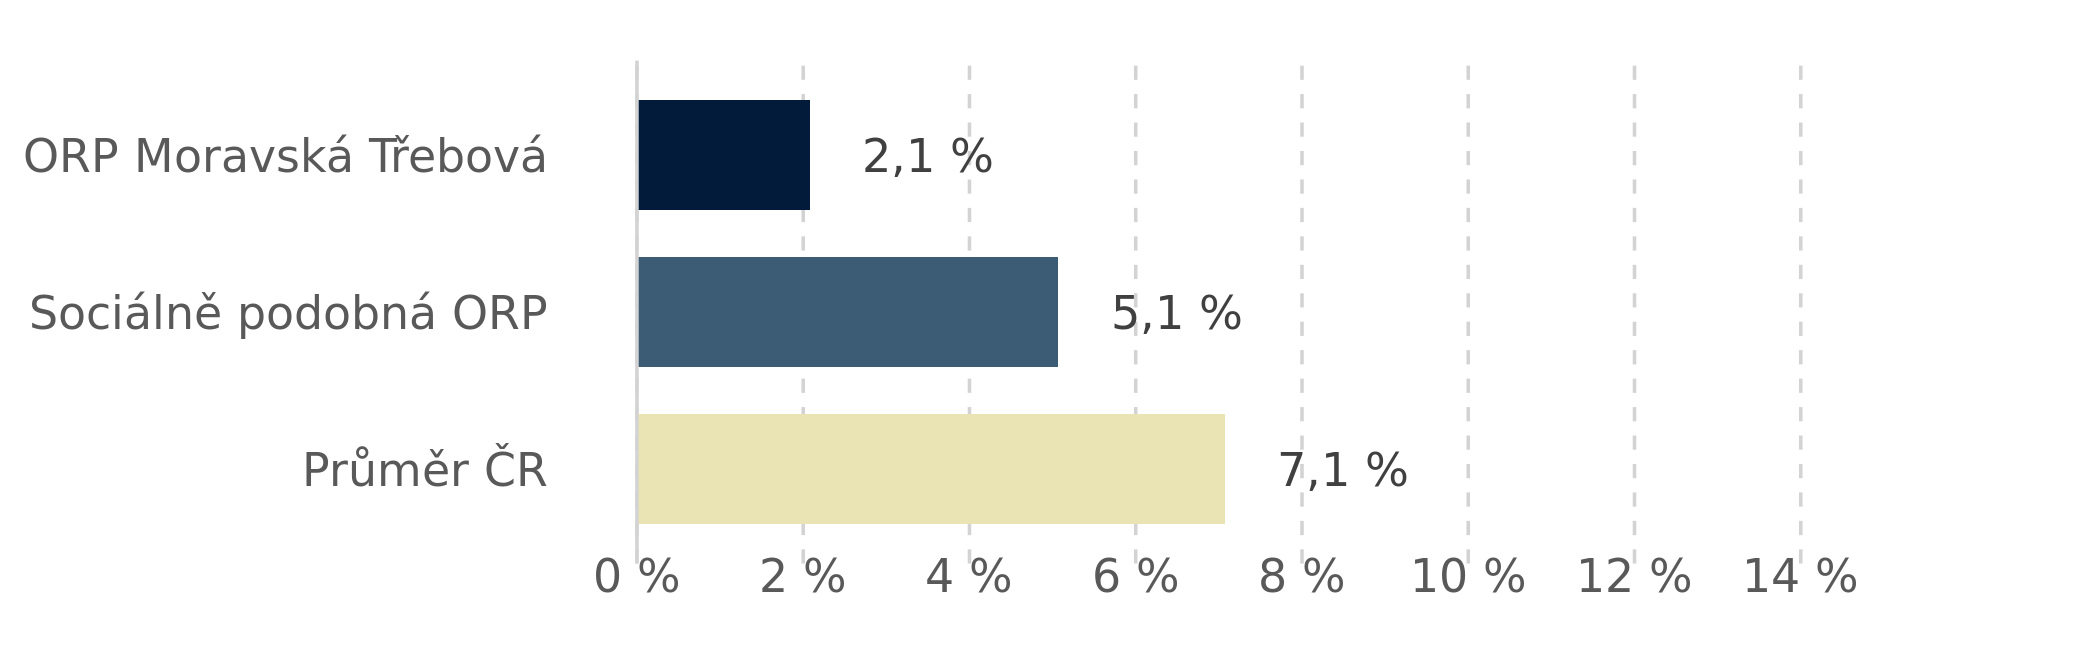 ORP Moravská Třebová
2,1 %
Sociálně podobná ORP
5,1 %
Průměr ČR
7,1 %
0 % 2 % 4 % 6 % 8 % 10 % 12 % 14 %